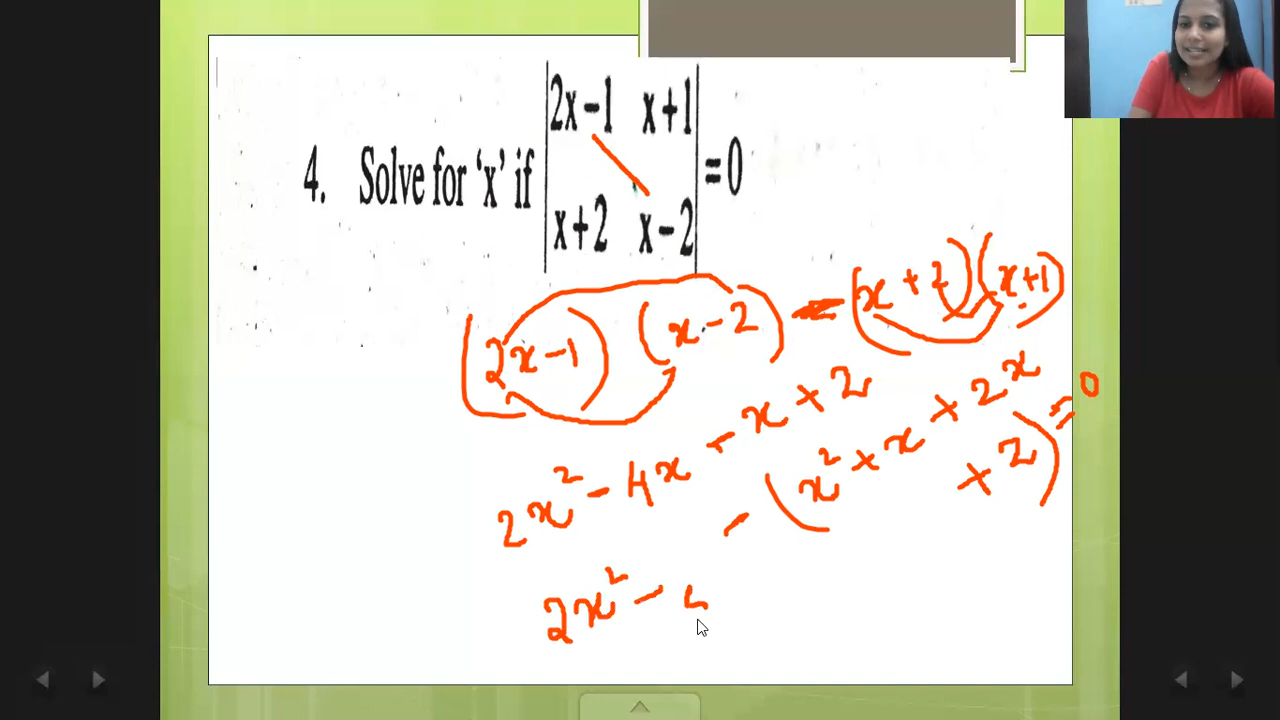 4. Solve for ‘x’ if |2x−1 x+1|
|x+2 x−2| =0
(2x−1) (x−2) − (x+2)(x+1)
2x² − 4x − x + 2 − (x² + x + 2x + 2) = 0
2x² −